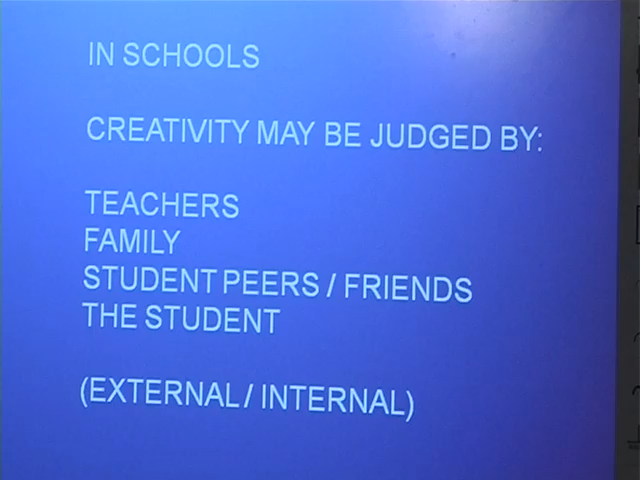 IN SCHOOLS
CREATIVITY MAY BE JUDGED BY:
TEACHERS
FAMILY
STUDENT PEERS / FRIENDS
THE STUDENT
(EXTERNAL / INTERNAL)